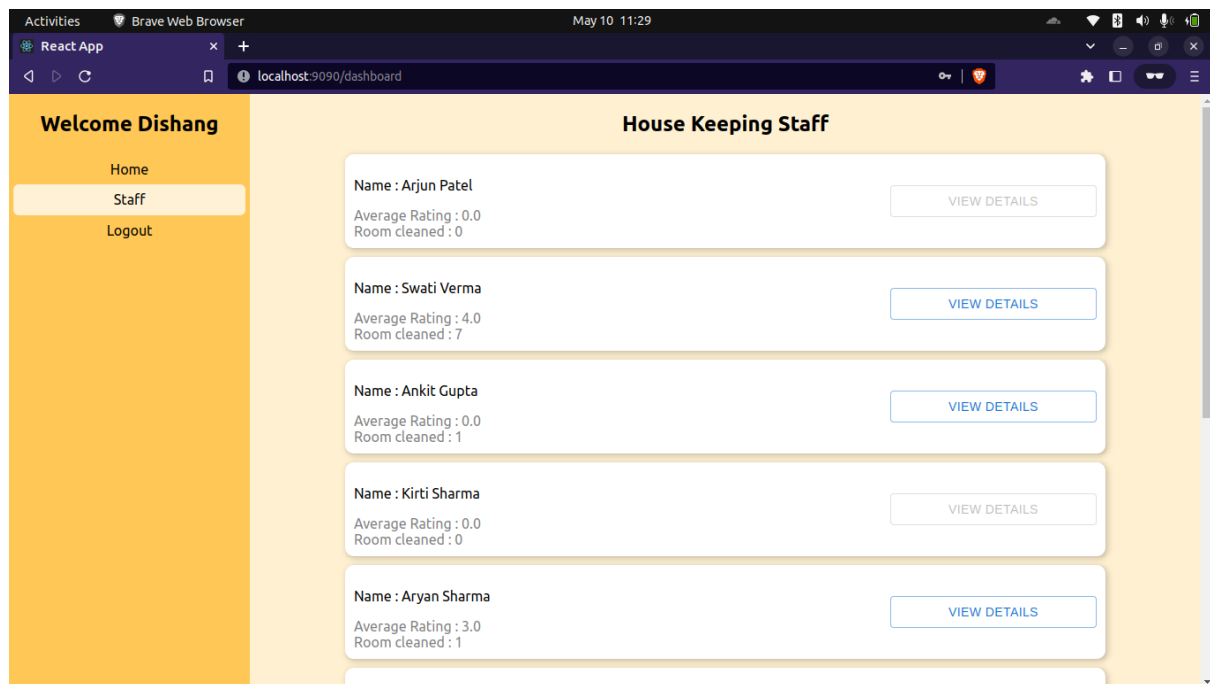 Activities Brave Web Browser May 10 11:29
React App × +
localhost:9090/dashboard
Welcome Dishang
Home
Staff
Logout
House Keeping Staff
Name : Arjun Patel
Average Rating : 0.0
Room cleaned : 0
VIEW DETAILS
Name : Swati Verma
Average Rating : 4.0
Room cleaned : 7
VIEW DETAILS
Name : Ankit Gupta
Average Rating : 0.0
Room cleaned : 1
VIEW DETAILS
Name : Kirti Sharma
Average Rating : 0.0
Room cleaned : 0
VIEW DETAILS
Name : Aryan Sharma
Average Rating : 3.0
Room cleaned : 1
VIEW DETAILS